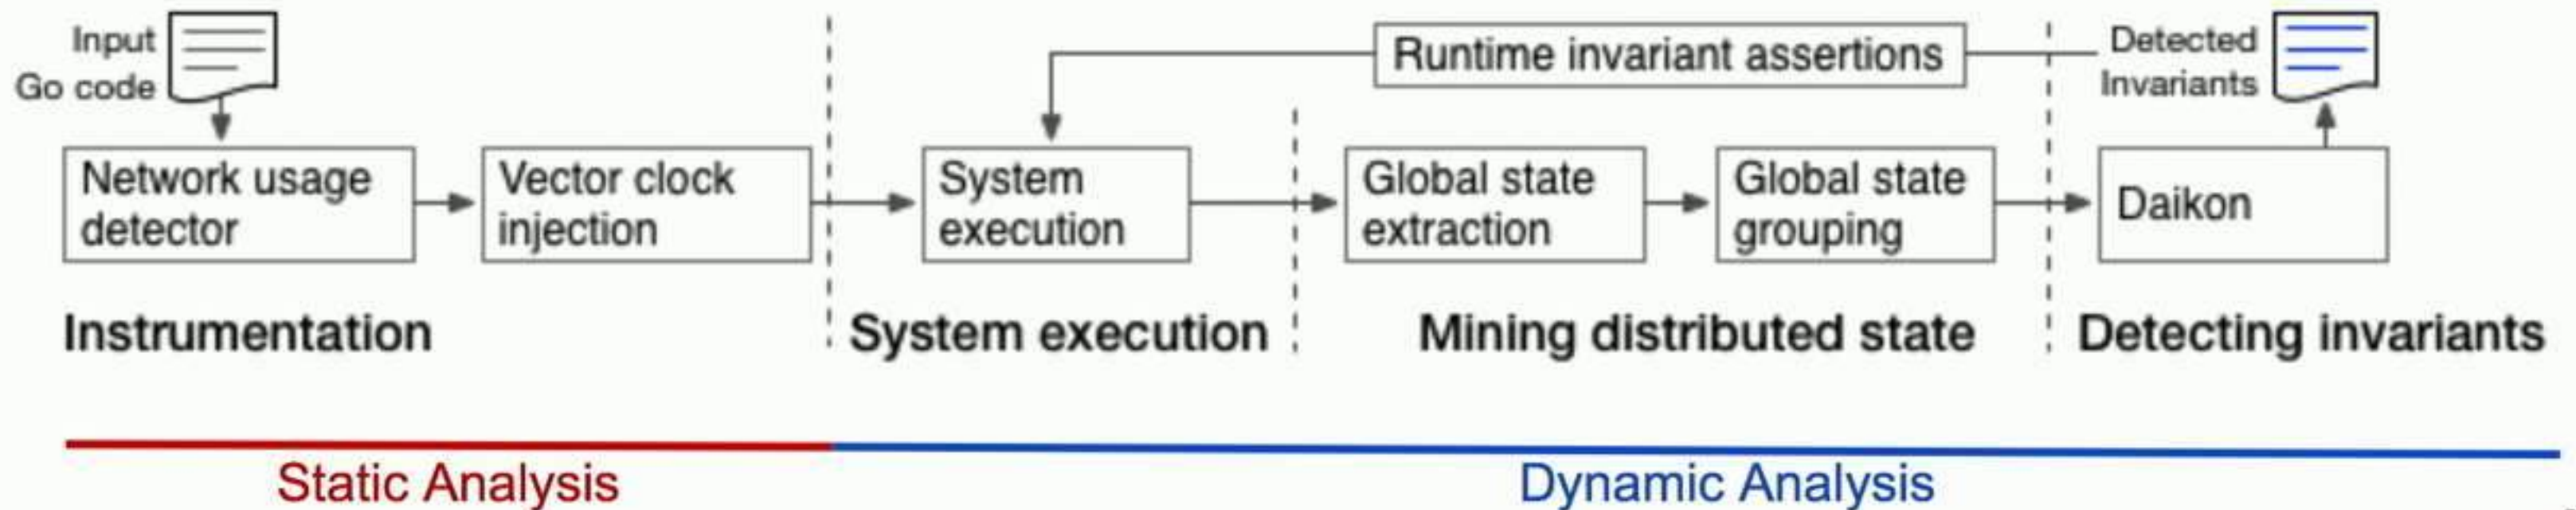 Input
Go code
Runtime invariant assertions
Detected
Invariants
Network usage
detector
Vector clock
injection
System
execution
Global state
extraction
Global state
grouping
Daikon
Instrumentation
System execution
Mining distributed state
Detecting invariants
Static Analysis
Dynamic Analysis